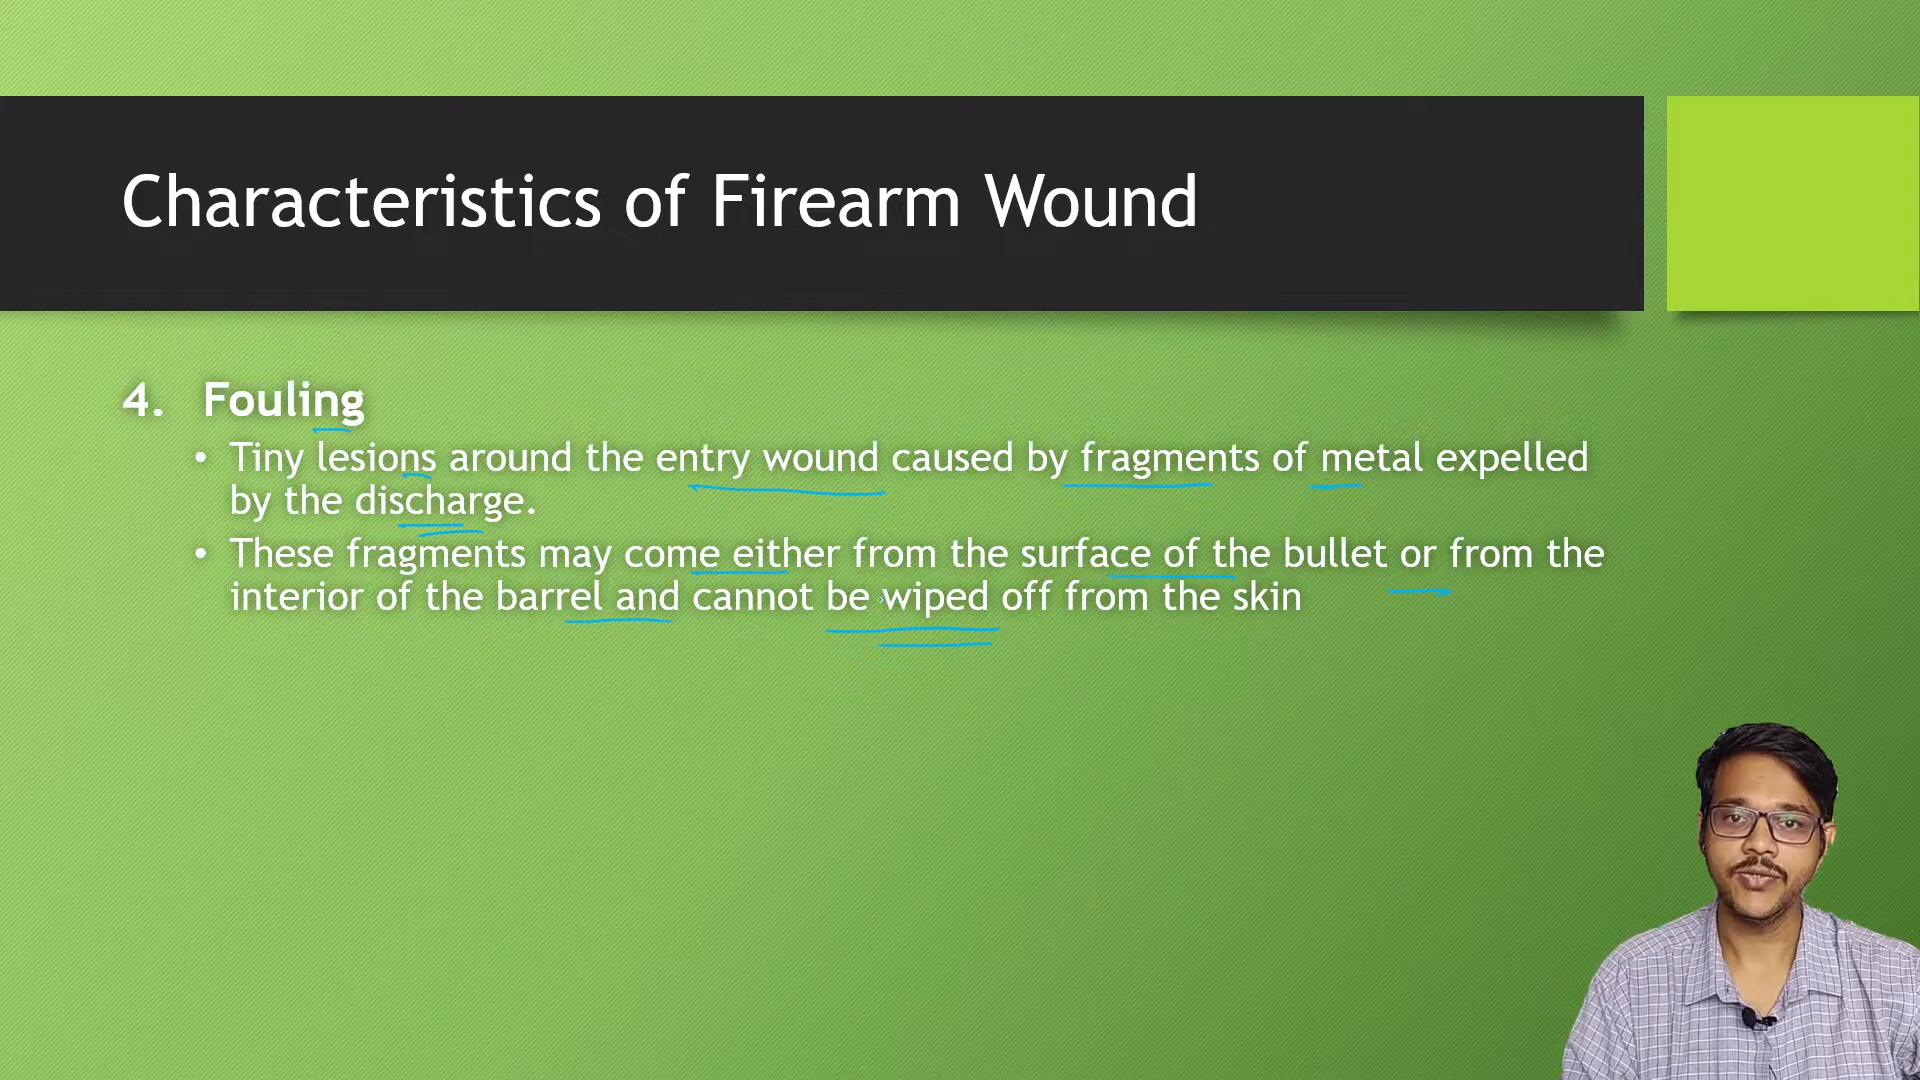 Characteristics of Firearm Wound
4. Fouling
• Tiny lesions around the entry wound caused by fragments of metal expelled
by the discharge.
• These fragments may come either from the surface of the bullet or from the
interior of the barrel and cannot be wiped off from the skin